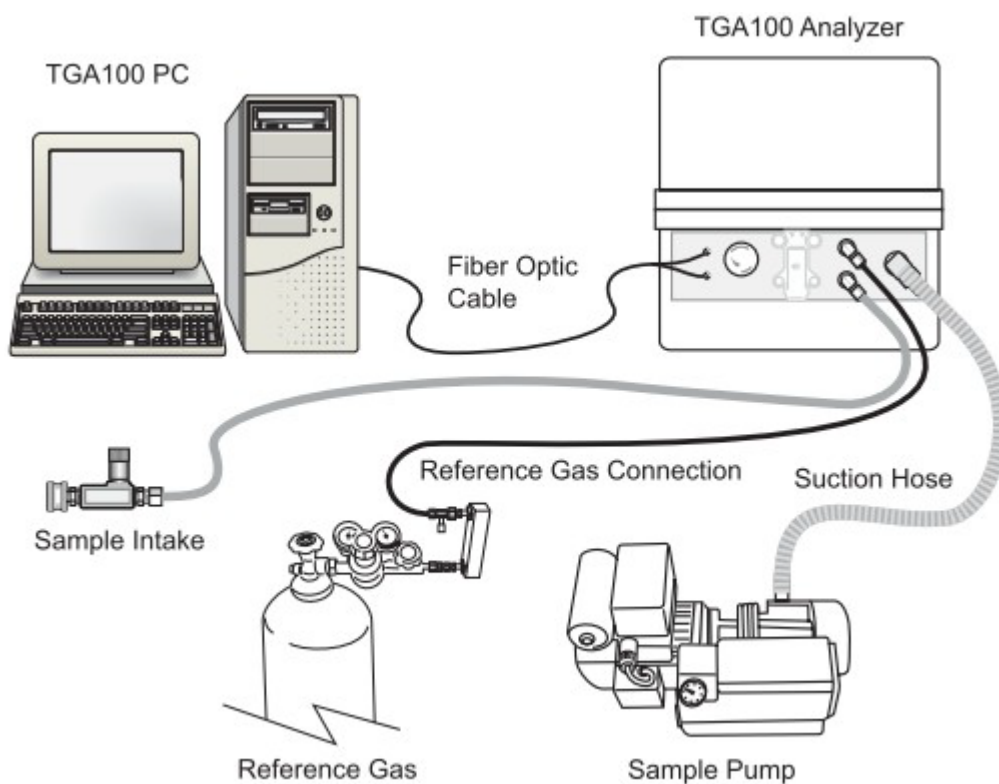 TGA100 Analyzer
TGA100 PC
Fiber Optic
Cable
Reference Gas Connection
Suction Hose
Sample Intake
Reference Gas
Sample Pump